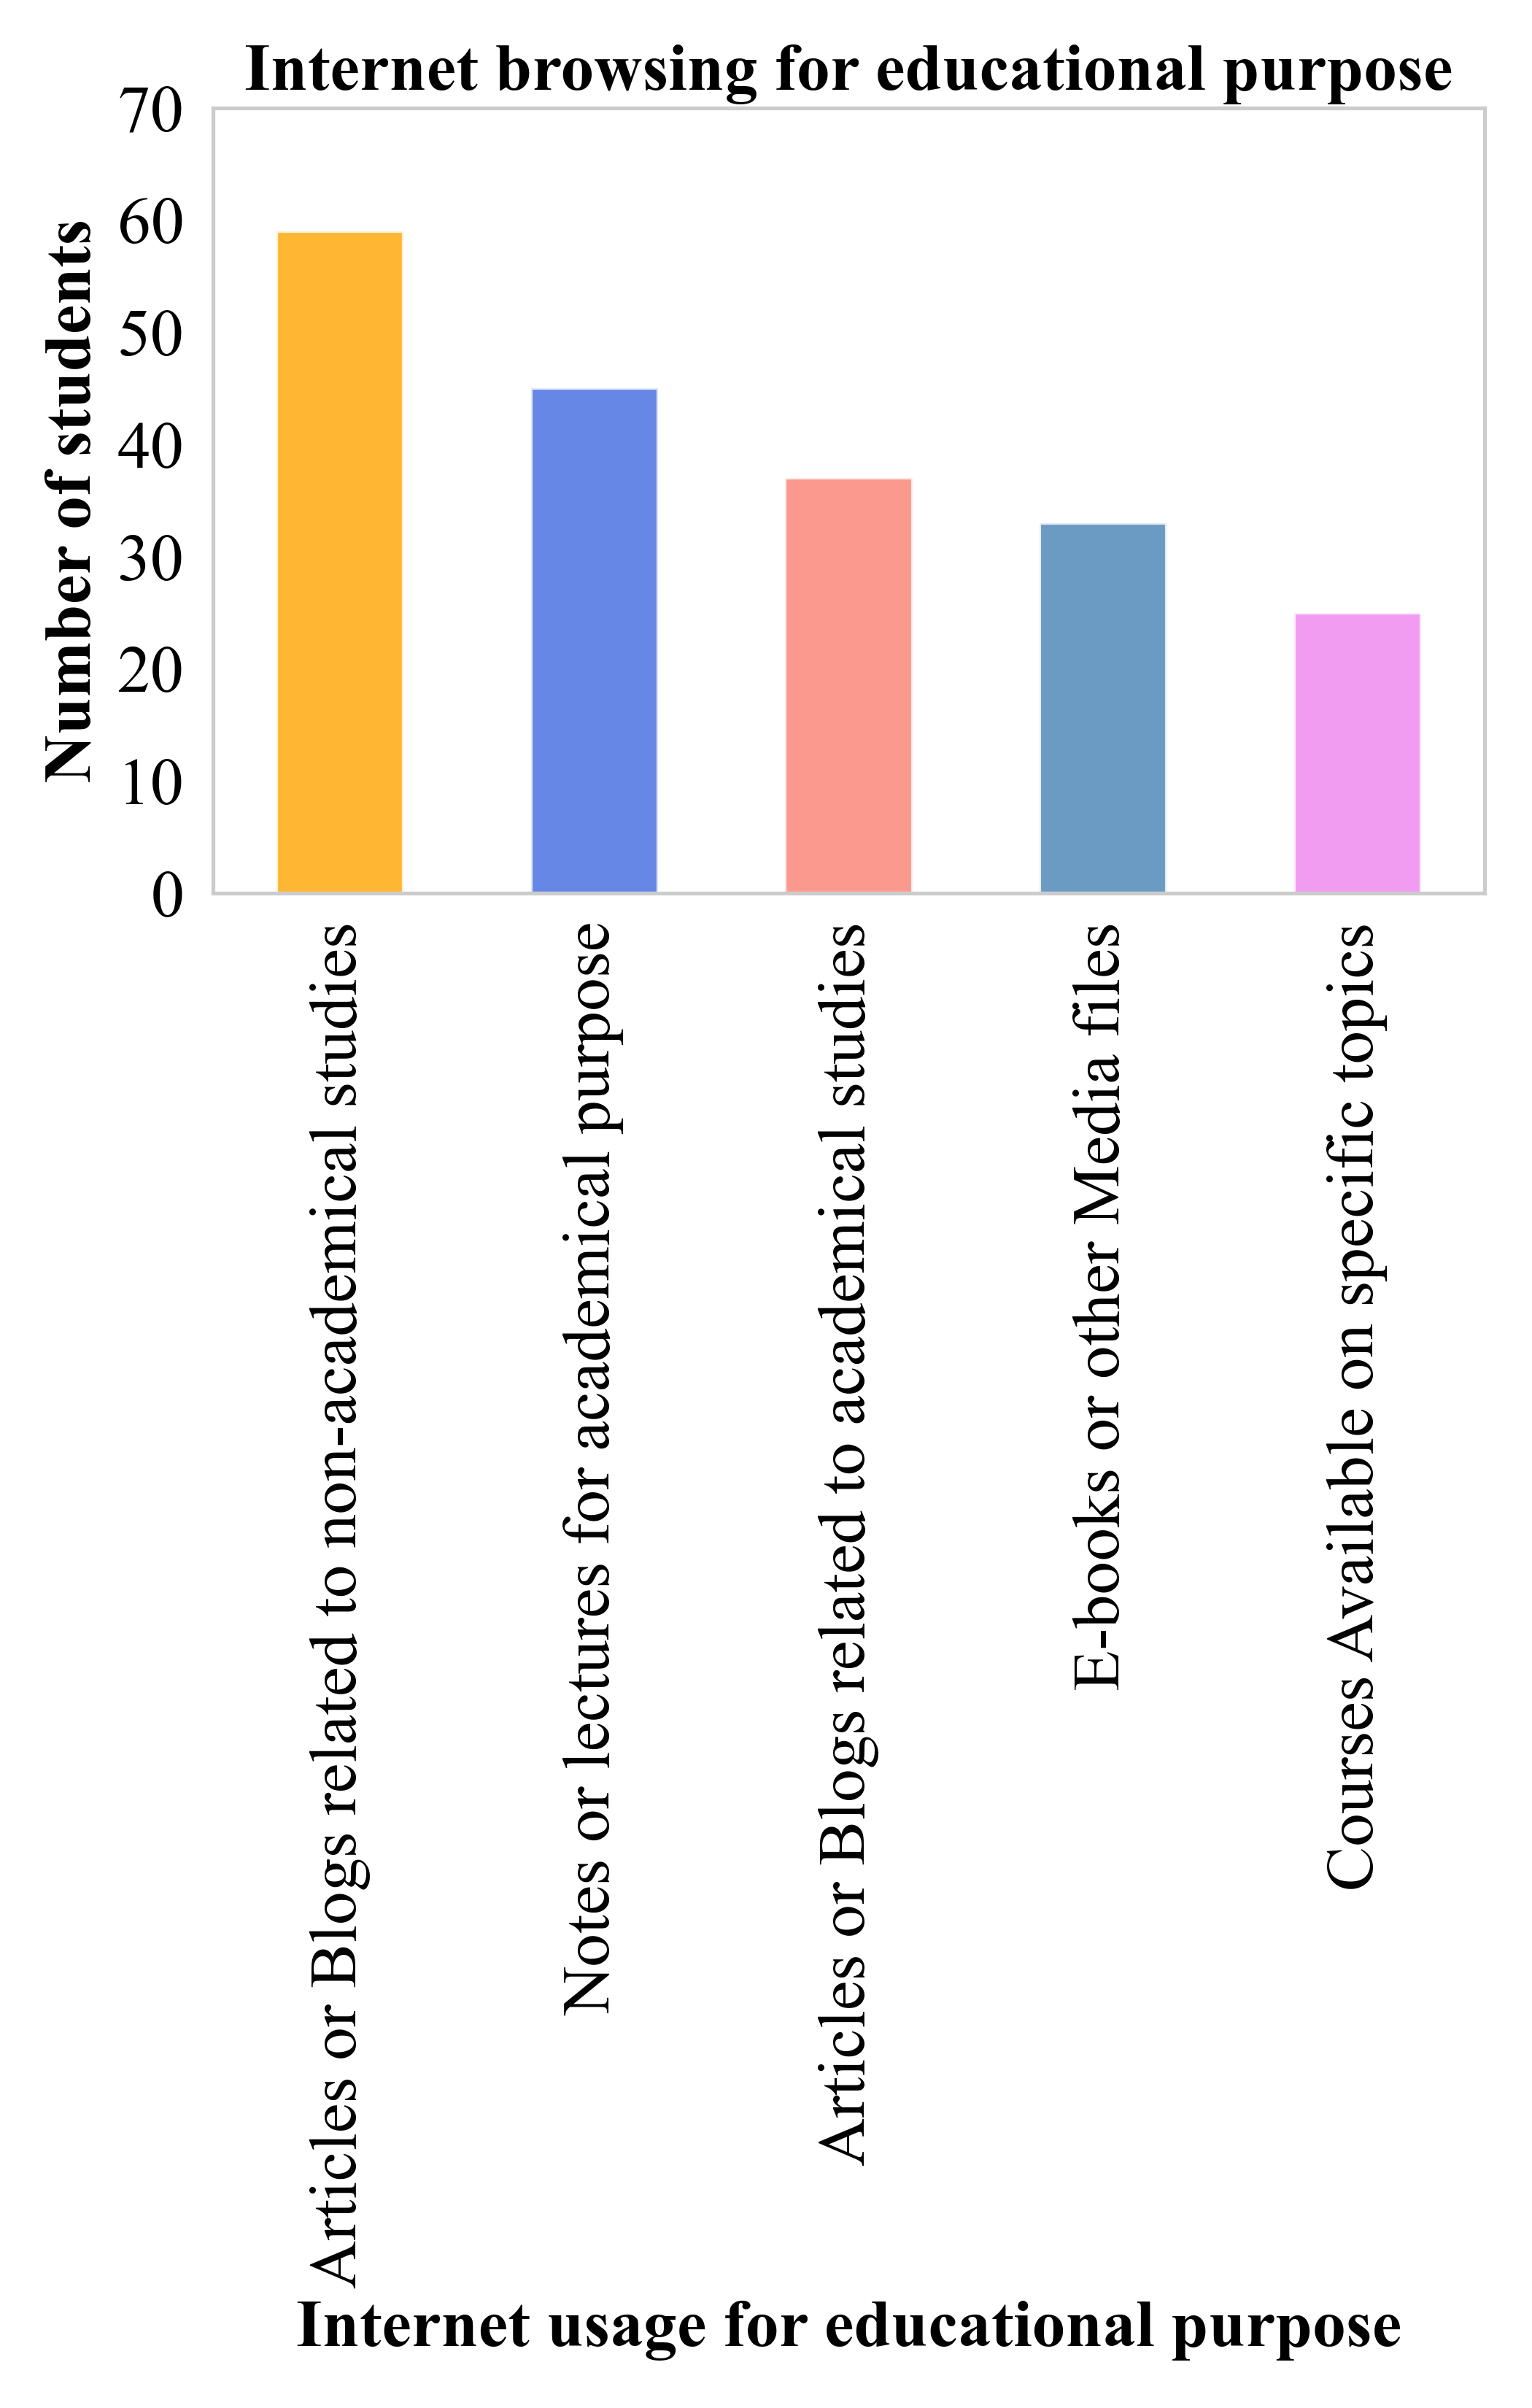 Internet browsing for educational purpose
Number of students
70
60
50
40
30
20
10
0
Articles or Blogs related to non-academical studies
Notes or lectures for academical purpose
Articles or Blogs related to academical studies
E-books or other Media files
Courses Available on specific topics
Internet usage for educational purpose